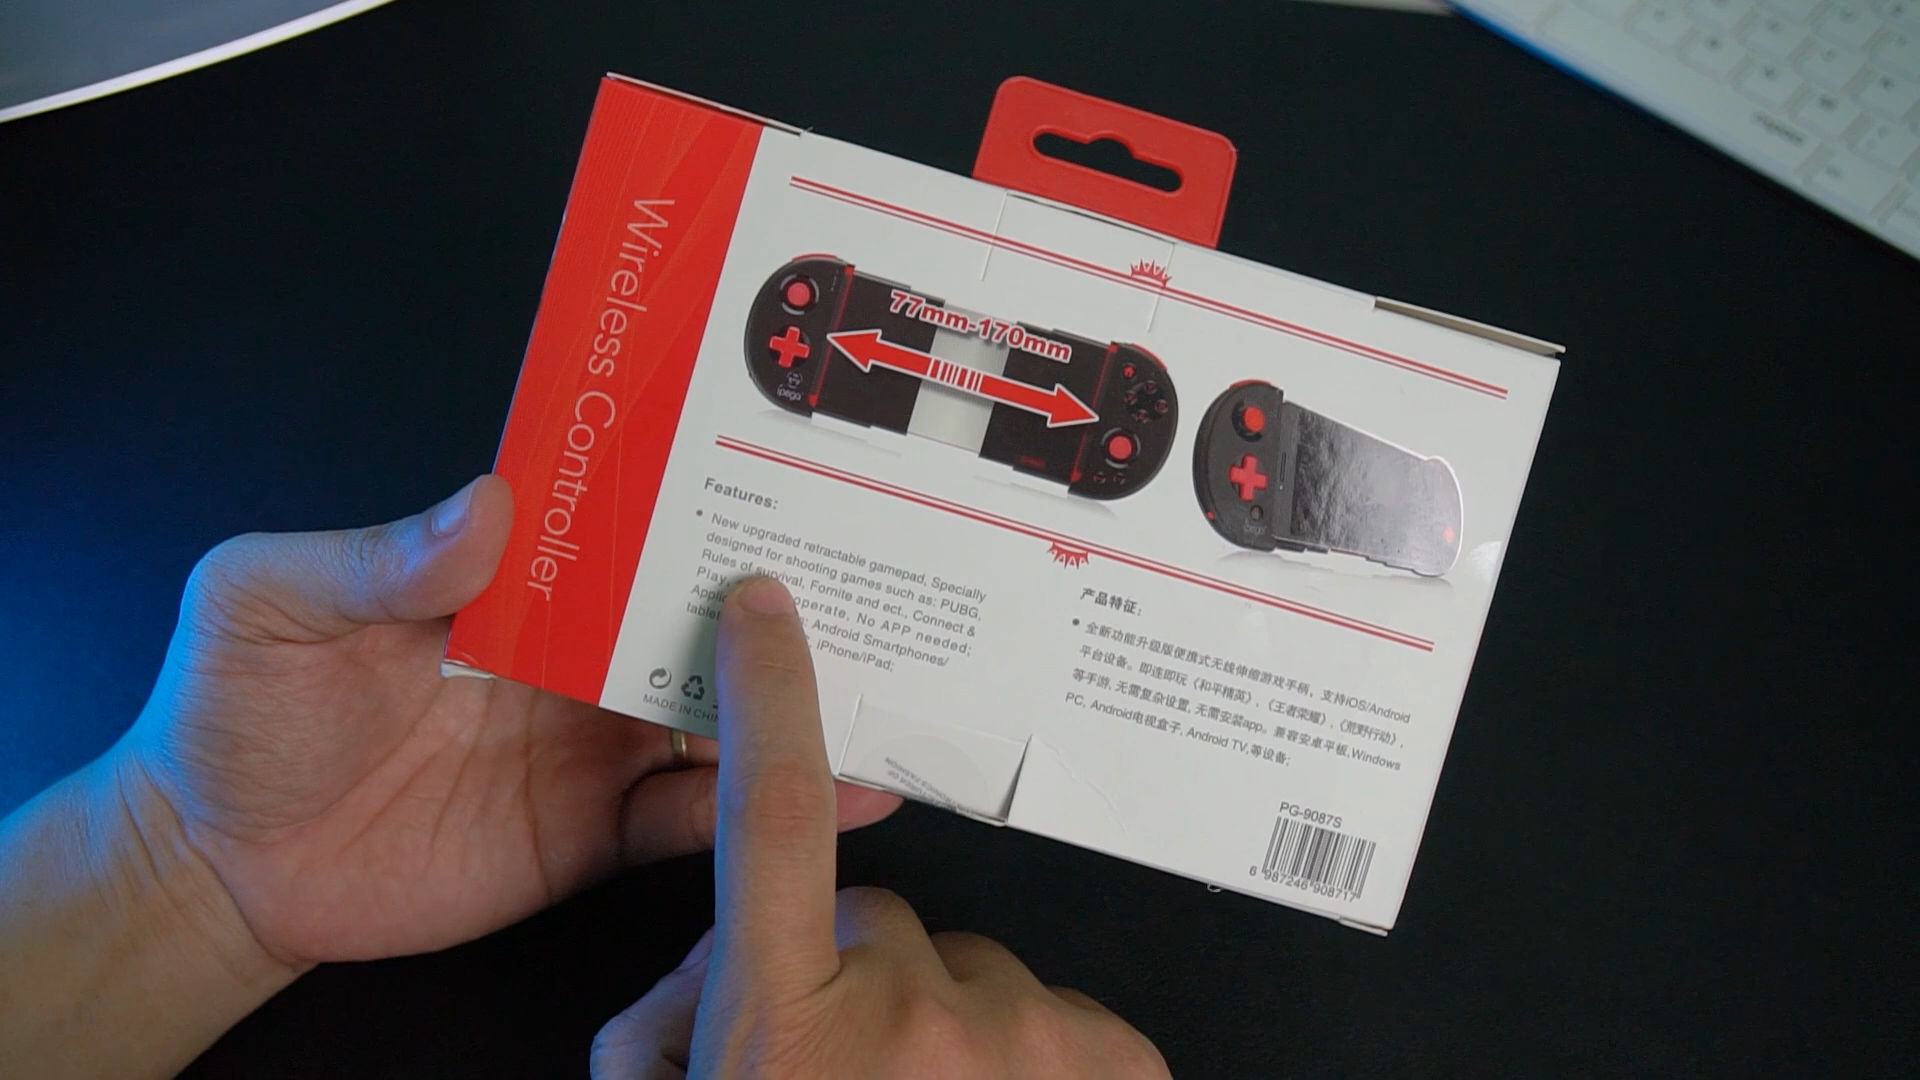 Wireless Controller
77mm-170mm
ipega
ipega
Features:
• New upgraded retractable gamepad, Specially
designed for shooting games such as: PUBG,
Rules of survival, Fornite and ect., Connect &
Play, operate, No APP needed;
: Android Smartphones/
tablet iPhone/iPad;
MADE IN CHI
产品特征:
• 全新功能升级版便携式无线伸缩游戏手柄，支持iOS/Android
平台设备。即连即玩《和平精英》、《王者荣耀》、《荒野行动》,
等手游, 无需复杂设置, 无需安装app。兼容安卓平板,Windows
PC, Android电视盒子, Android TV,等设备;
PG-9087S
6 987246 908717